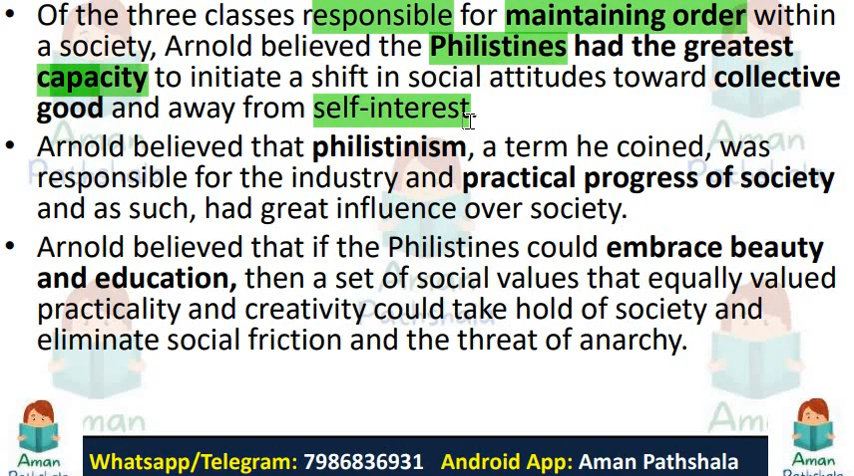 • Of the three classes responsible for maintaining order within
a society, Arnold believed the Philistines had the greatest
capacity to initiate a shift in social attitudes toward collective
good and away from self-interest.
• Arnold believed that philistinism, a term he coined, was
responsible for the industry and practical progress of society
and as such, had great influence over society.
• Arnold believed that if the Philistines could embrace beauty
and education, then a set of social values that equally valued
practicality and creativity could take hold of society and
eliminate social friction and the threat of anarchy.
Aman
Whatsapp/Telegram: 7986836931 Android App: Aman Pathshala
Aman